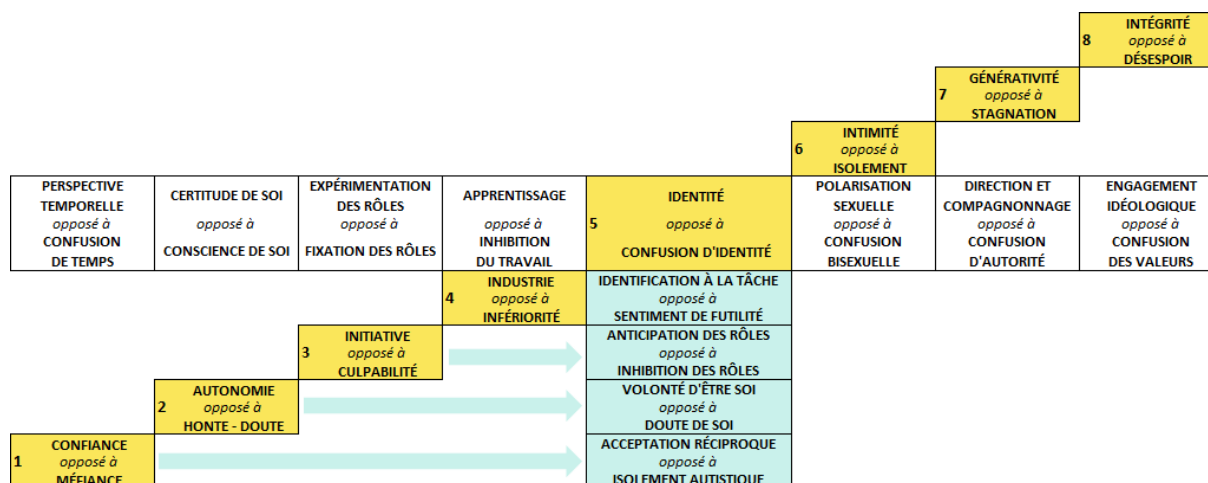 8
INTÉGRITÉ
opposé à
DÉSESPOIR
7
GÉNÉRATIVITÉ
opposé à
STAGNATION
6
INTIMITÉ
opposé à
ISOLEMENT
PERSPECTIVE
TEMPORELLE
opposé à
CONFUSION
DE TEMPS
CERTITUDE DE SOI
opposé à
CONSCIENCE DE SOI
EXPÉRIMENTATION
DES RÔLES
opposé à
FIXATION DES RÔLES
APPRENTISSAGE
opposé à
INHIBITION
DU TRAVAIL
5
IDENTITÉ
opposé à
CONFUSION D'IDENTITÉ
POLARISATION
SEXUELLE
opposé à
CONFUSION
BISEXUELLE
DIRECTION ET
COMPAGNONNAGE
opposé à
CONFUSION
D'AUTORITÉ
ENGAGEMENT
IDÉOLOGIQUE
opposé à
CONFUSION
DES VALEURS
4
INDUSTRIE
opposé à
INFÉRIORITÉ
IDENTIFICATION À LA TÂCHE
opposé à
SENTIMENT DE FUTILITÉ
3
INITIATIVE
opposé à
CULPABILITÉ
ANTICIPATION DES RÔLES
opposé à
INHIBITION DES RÔLES
2
AUTONOMIE
opposé à
HONTE - DOUTE
VOLONTÉ D'ÊTRE SOI
opposé à
DOUTE DE SOI
1
CONFIANCE
opposé à
MÉFIANCE
ACCEPTATION RÉCIPROQUE
opposé à
ISOLEMENT AUTISTIQUE